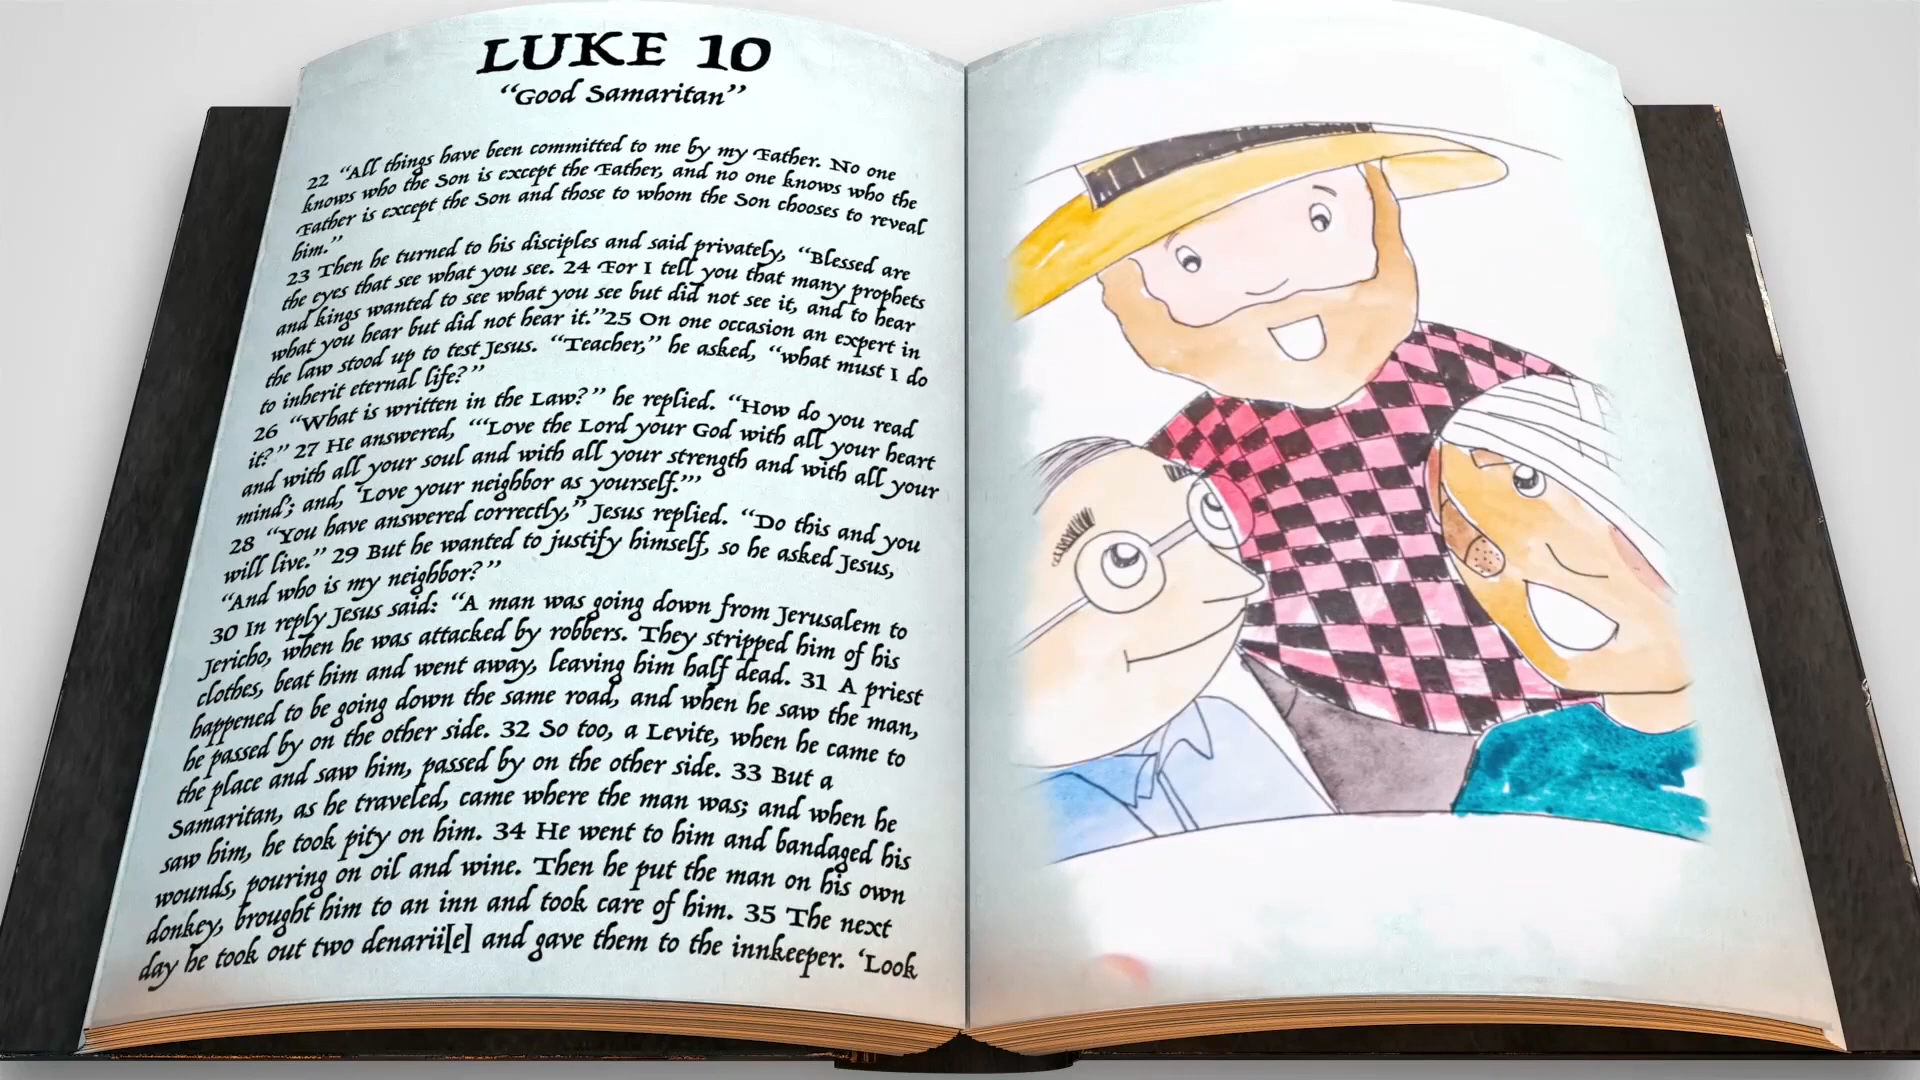 LUKE 10
“Good Samaritan”
22 “All things have been committed to me by my Father. No one
knows who the Son is except the Father, and no one knows who the
Father is except the Son and those to whom the Son chooses to reveal
him.”
23 Then he turned to his disciples and said privately, “Blessed are
the eyes that see what you see. 24 For I tell you that many prophets
and kings wanted to see what you see but did not see it, and to hear
what you hear but did not hear it.”25 On one occasion an expert in
the law stood up to test Jesus. “Teacher,” he asked, “what must I do
to inherit eternal life?”
26 “What is written in the Law?” he replied. “How do you read
it?” 27 He answered, “‘Love the Lord your God with all your heart
and with all your soul and with all your strength and with all your
mind’; and, ‘Love your neighbor as yourself.’”
28 “You have answered correctly,” Jesus replied. “Do this and you
will live.” 29 But he wanted to justify himself, so he asked Jesus,
“And who is my neighbor?”
30 In reply Jesus said: “A man was going down from Jerusalem to
Jericho, when he was attacked by robbers. They stripped him of his
clothes, beat him and went away, leaving him half dead. 31 A priest
happened to be going down the same road, and when he saw the man,
he passed by on the other side. 32 So too, a Levite, when he came to
the place and saw him, passed by on the other side. 33 But a
Samaritan, as he traveled, came where the man was; and when he
saw him, he took pity on him. 34 He went to him and bandaged his
wounds, pouring on oil and wine. Then he put the man on his own
donkey, brought him to an inn and took care of him. 35 The next
day he took out two denarii[e] and gave them to the innkeeper. ‘Look